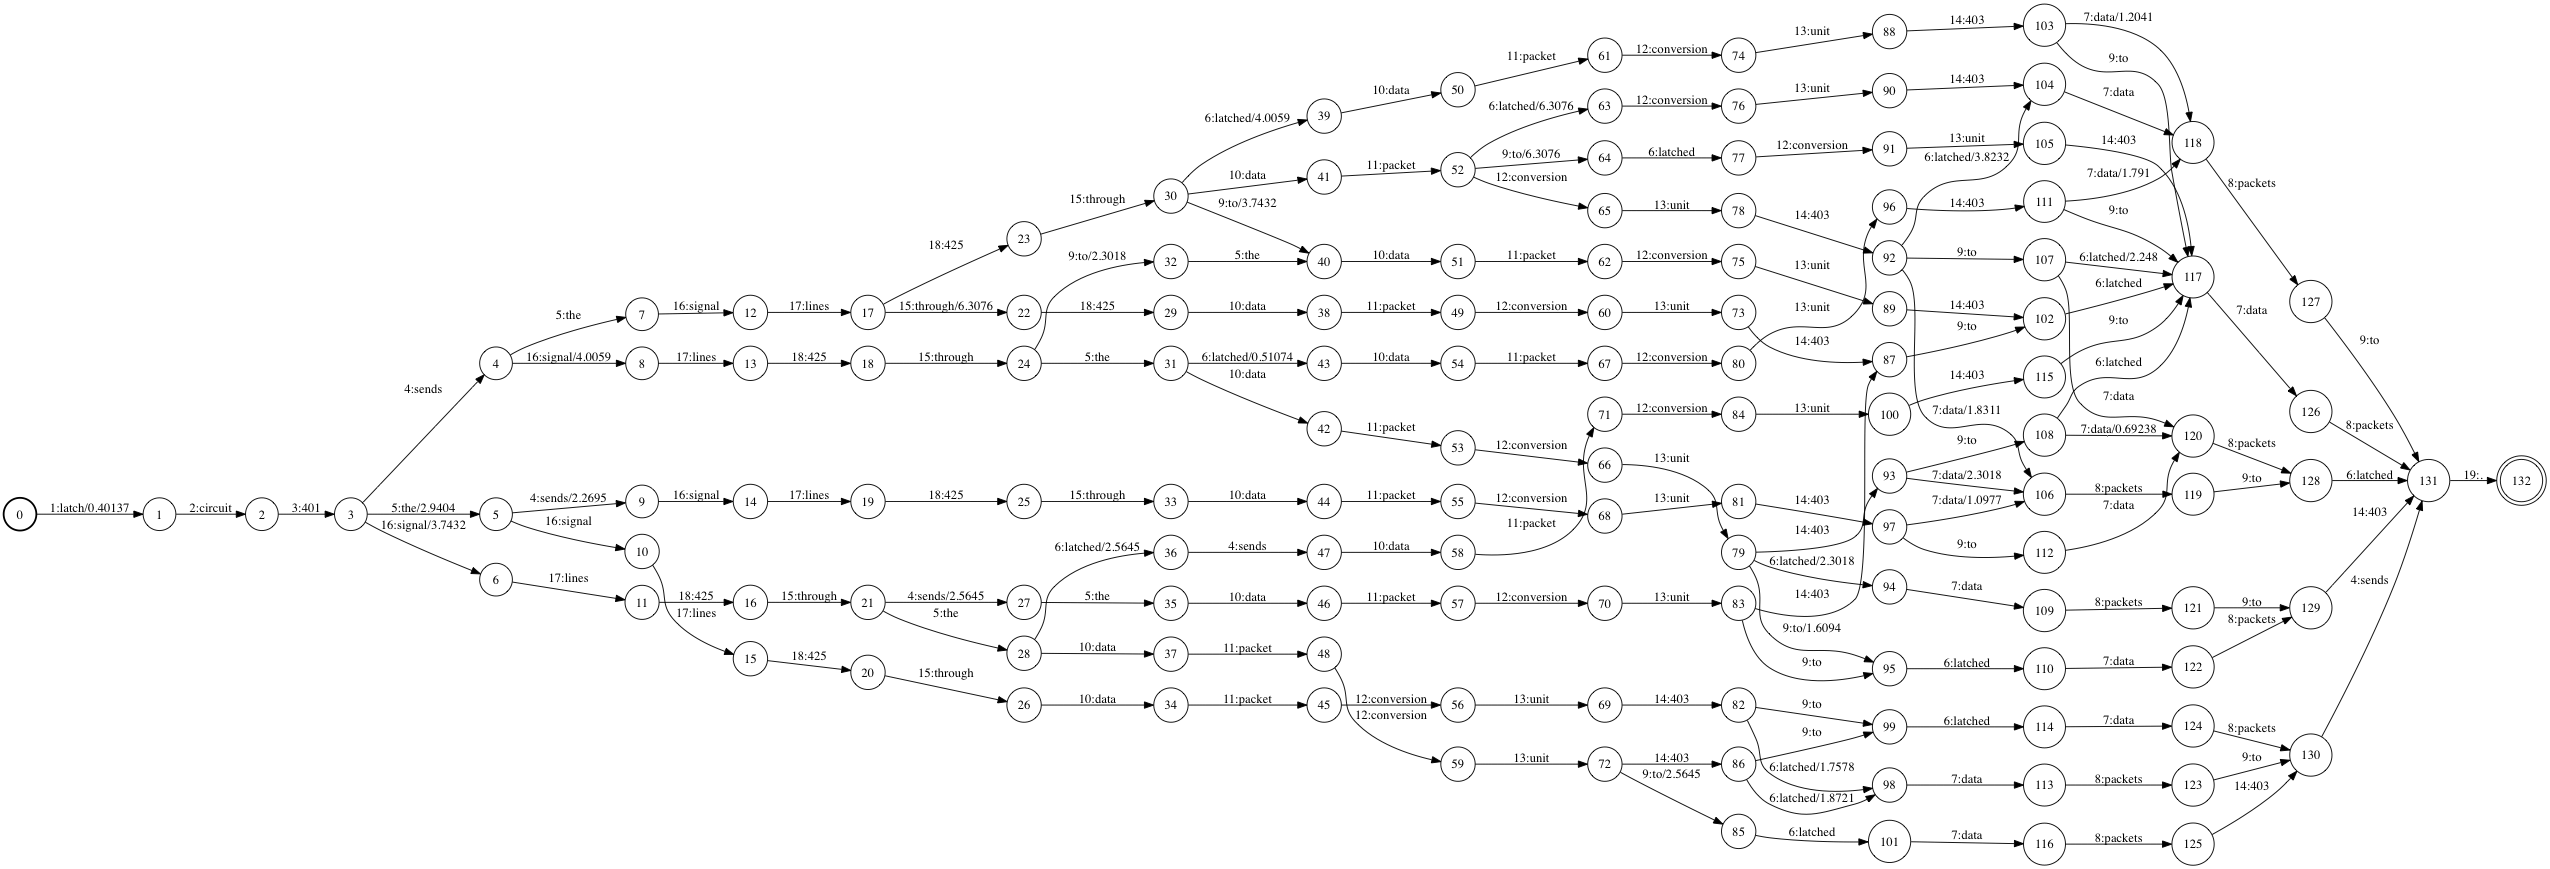 0
1:latch/0.40137
1
2:circuit
2
3:401
3
4:sends
5:the/2.9404
16:signal/3.7432
4
5
6
5:the
16:signal/4.0059
4:sends/2.2695
16:signal
17:lines
7
8
9
10
11
16:signal
17:lines
16:signal
17:lines
18:425
12
13
14
15
16
17:lines
18:425
17:lines
18:425
15:through
17
18
19
20
21
18:425
15:through/6.3076
15:through
18:425
15:through
4:sends/2.5645
5:the
23
22
24
25
26
27
28
15:through
18:425
9:to/2.3018
5:the
15:through
10:data
5:the
6:latched/2.5645
10:data
30
32
29
31
33
36
35
37
34
6:latched/4.0059
10:data
9:to/3.7432
5:the
10:data
6:latched/0.51074
10:data
10:data
4:sends
10:data
11:packet
11:packet
39
41
40
38
43
42
44
47
46
48
45
10:data
11:packet
10:data
11:packet
10:data
11:packet
11:packet
10:data
11:packet
12:conversion
12:conversion
50
52
51
49
54
53
55
58
57
56
59
11:packet
6:latched/6.3076
9:to/6.3076
12:conversion
11:packet
12:conversion
11:packet
12:conversion
12:conversion
11:packet
12:conversion
13:unit
13:unit
61
63
64
65
62
60
67
71
66
68
70
69
72
12:conversion
12:conversion
6:latched
13:unit
12:conversion
13:unit
12:conversion
12:conversion
13:unit
13:unit
13:unit
14:403
14:403
9:to/2.5645
74
76
77
78
75
73
80
84
81
79
83
82
86
85
13:unit
13:unit
12:conversion
14:403
13:unit
13:unit
14:403
13:unit
14:403
14:403
6:latched/2.3018
14:403
9:to/1.6094
9:to
9:to
9:to
6:latched/1.7578
6:latched/1.8721
6:latched
88
90
91
96
92
89
87
100
93
97
94
95
99
98
101
14:403
14:403
13:unit
6:latched/3.8232
14:403
9:to
14:403
9:to
14:403
7:data/1.8311
9:to
7:data/2.3018
7:data/1.0977
9:to
7:data
6:latched
6:latched
7:data
7:data
103
104
105
111
107
102
115
108
106
112
109
110
114
113
116
7:data/1.2041
9:to
7:data
14:403
7:data/1.791
9:to
6:latched/2.248
6:latched
9:to
6:latched
7:data
7:data/0.69238
8:packets
7:data
8:packets
7:data
7:data
8:packets
8:packets
118
117
120
119
121
122
124
123
125
8:packets
7:data
8:packets
9:to
9:to
8:packets
8:packets
9:to
14:403
127
126
128
129
130
9:to
8:packets
6:latched
14:403
4:sends
131
19:.
132